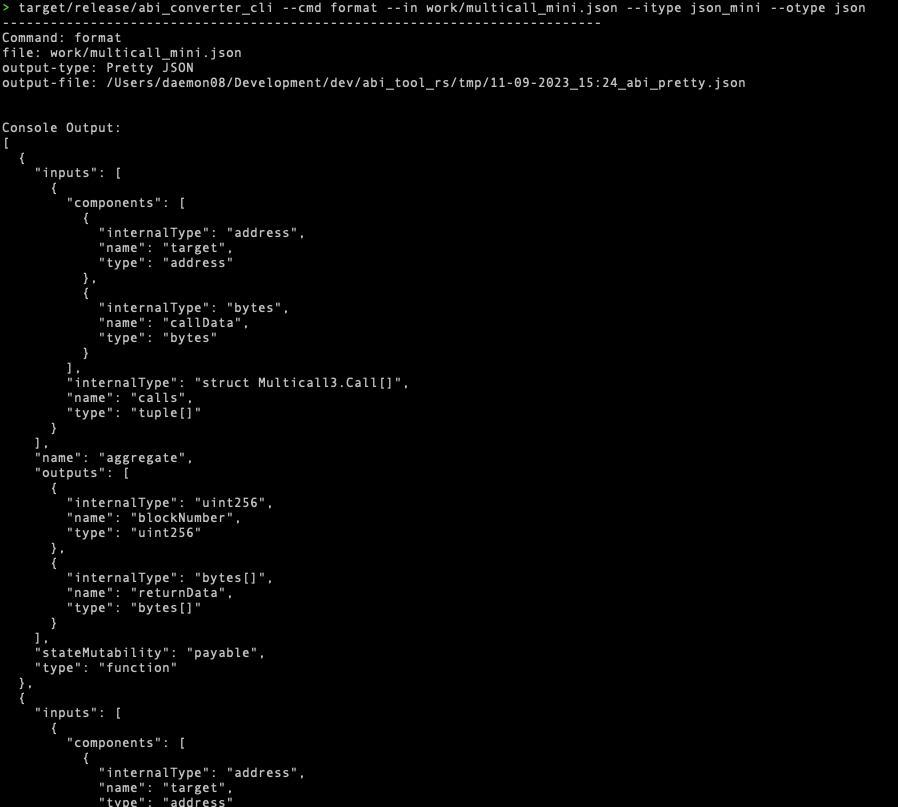 > target/release/abi_converter_cli --cmd format --in work/multicall_mini.json --itype json_mini --otype json
---------------------------------------------------------------------------
Command: format
file: work/multicall_mini.json
output-type: Pretty JSON
output-file: /Users/daemon08/Development/dev/abi_tool_rs/tmp/11-09-2023_15:24_abi_pretty.json
Console Output:
[
  {
    "inputs": [
      {
        "components": [
          {
            "internalType": "address",
            "name": "target",
            "type": "address"
          },
          {
            "internalType": "bytes",
            "name": "callData",
            "type": "bytes"
          }
        ],
        "internalType": "struct Multicall3.Call[]",
        "name": "calls",
        "type": "tuple[]"
      }
    ],
    "name": "aggregate",
    "outputs": [
      {
        "internalType": "uint256",
        "name": "blockNumber",
        "type": "uint256"
      },
      {
        "internalType": "bytes[]",
        "name": "returnData",
        "type": "bytes[]"
      }
    ],
    "stateMutability": "payable",
    "type": "function"
  },
  {
    "inputs": [
      {
        "components": [
          {
            "internalType": "address",
            "name": "target",
            "type": "address"